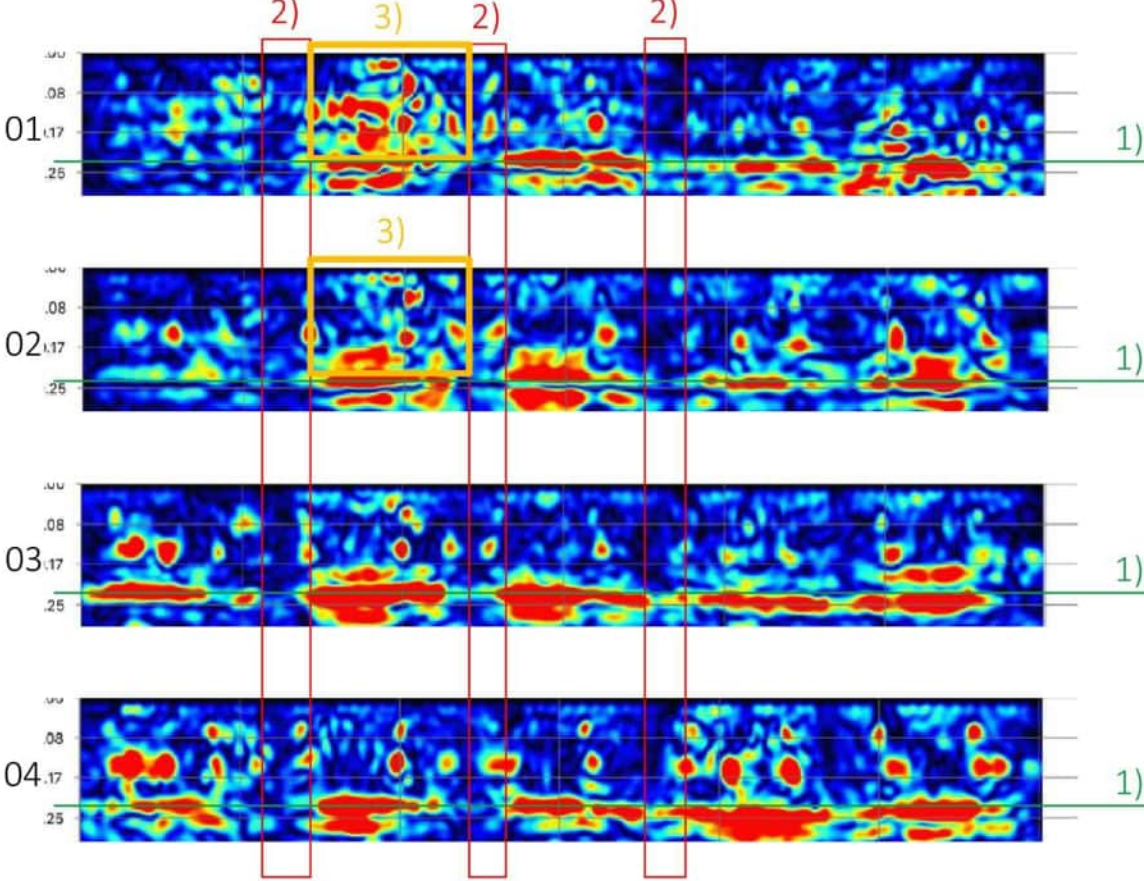 2) 3) 2) 2)
.08
01 .17 1)
.25
3)
.08
02 .17 1)
.25
.00
.08
03 .17 1)
.25
.08
04 .17 1)
.25